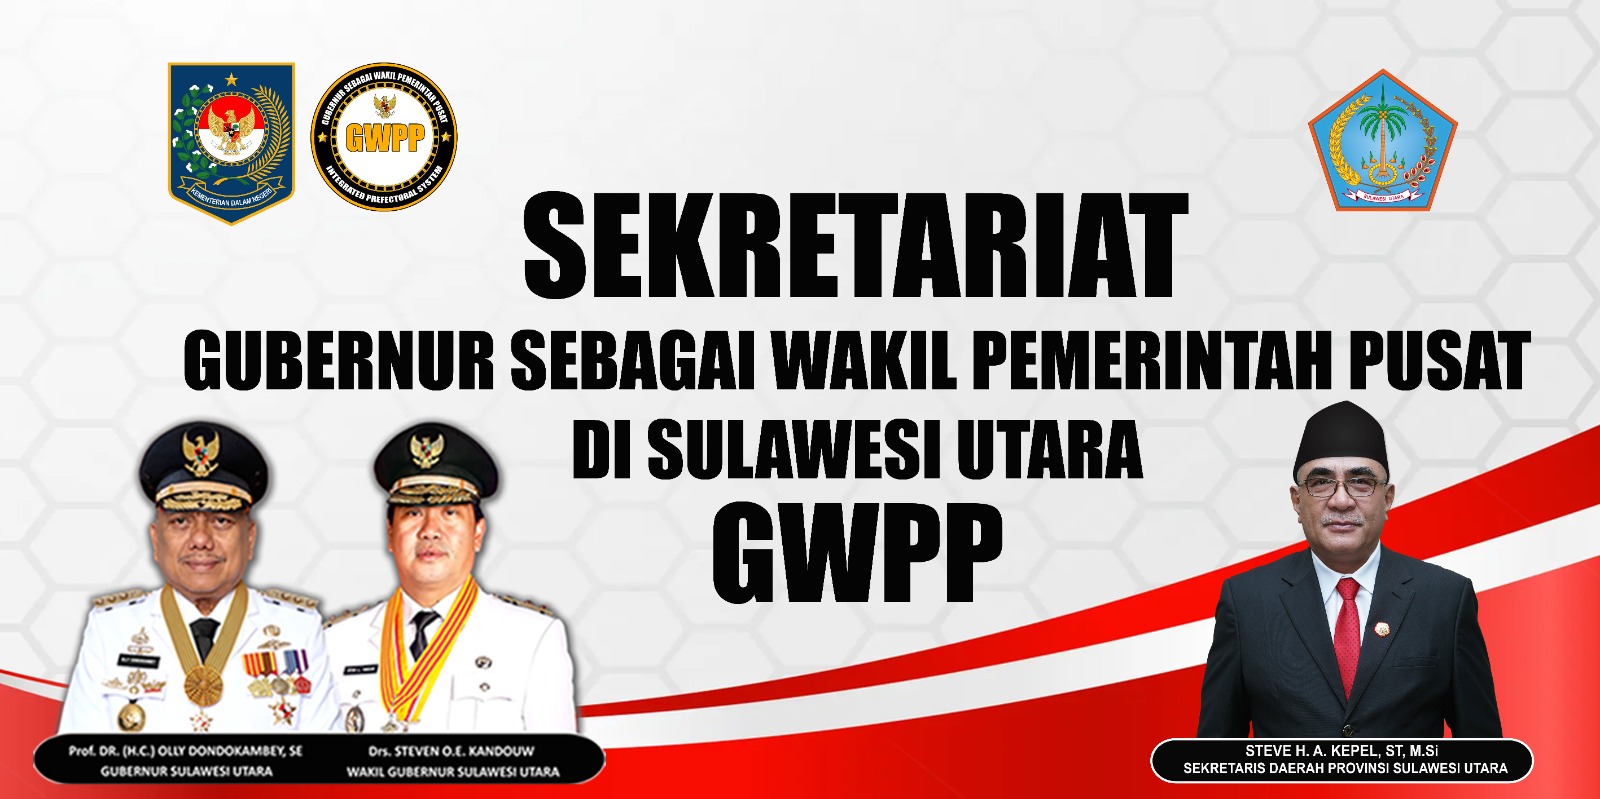 KEMENTERIAN DALAM NEGERI
GUBERNUR SEBAGAI WAKIL PEMERINTAH PUSAT
GWPP
INTEGRATED PREFECTORAL SYSTEM
SULAWESI UTARA
SEKRETARIAT
GUBERNUR SEBAGAI WAKIL PEMERINTAH PUSAT
DI SULAWESI UTARA
GWPP
Prof. DR. (H.C.) OLLY DONDOKAMBEY, SE
GUBERNUR SULAWESI UTARA
Drs. STEVEN O.E. KANDOUW
WAKIL GUBERNUR SULAWESI UTARA
STEVE H. A. KEPEL, ST, M.Si
SEKRETARIS DAERAH PROVINSI SULAWESI UTARA